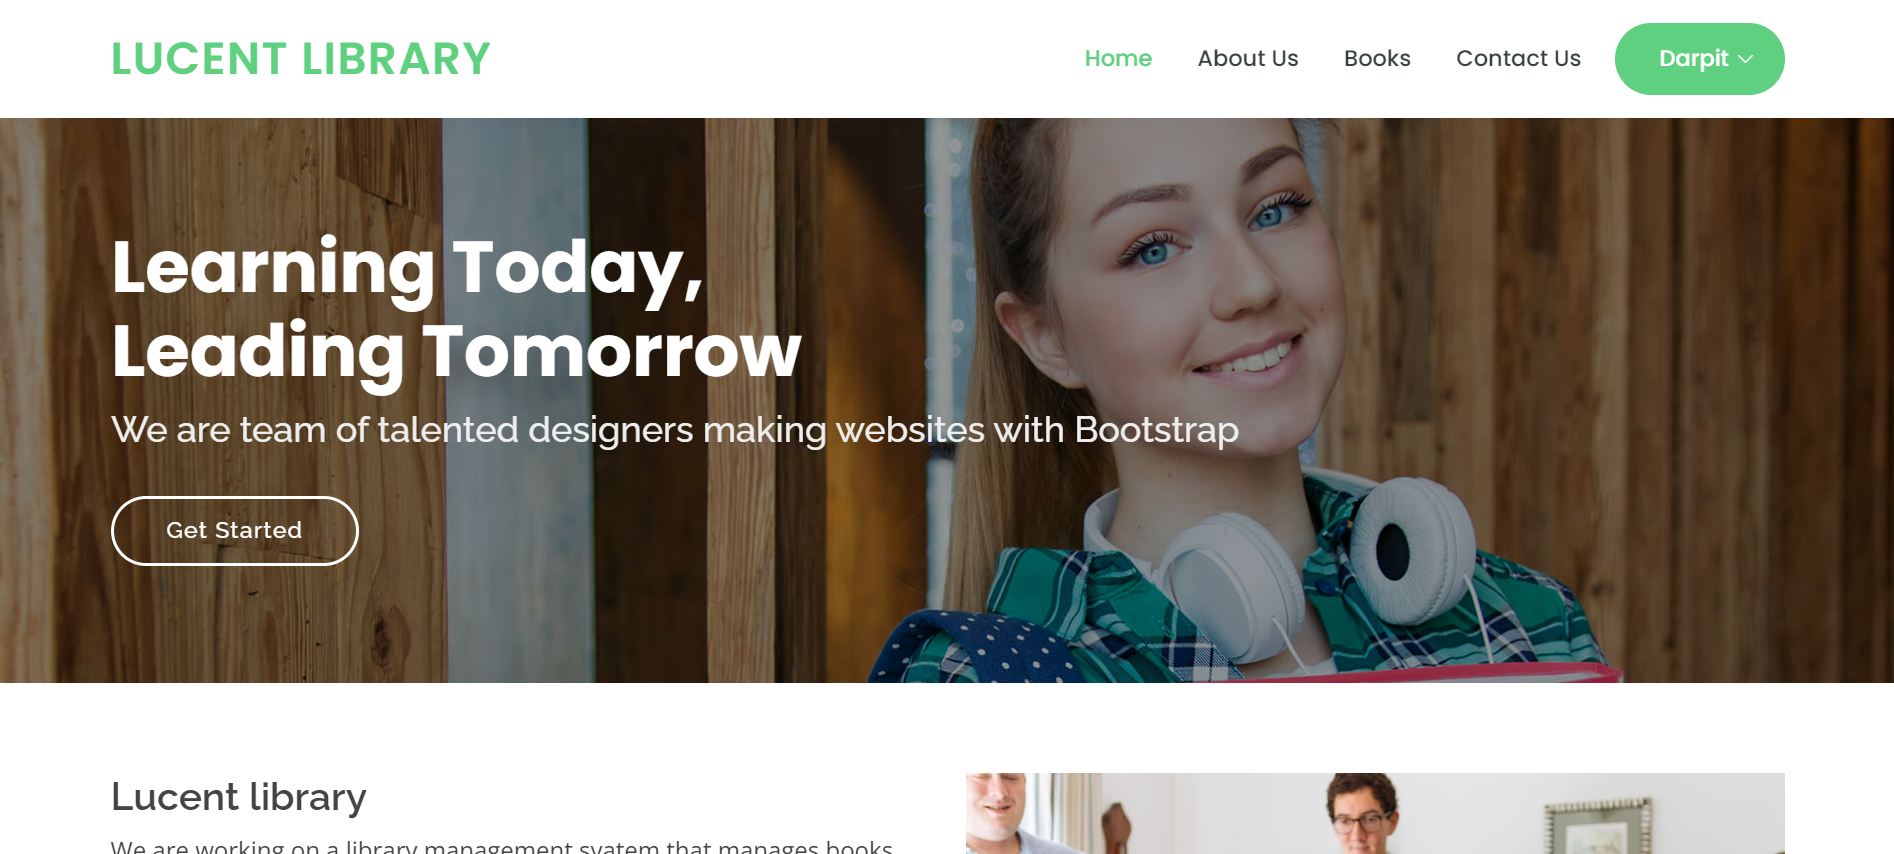 LUCENT LIBRARY
Home About Us Books Contact Us Darpit
Learning Today,
Leading Tomorrow
We are team of talented designers making websites with Bootstrap
Get Started
Lucent library
We are working on a library management system that manages books